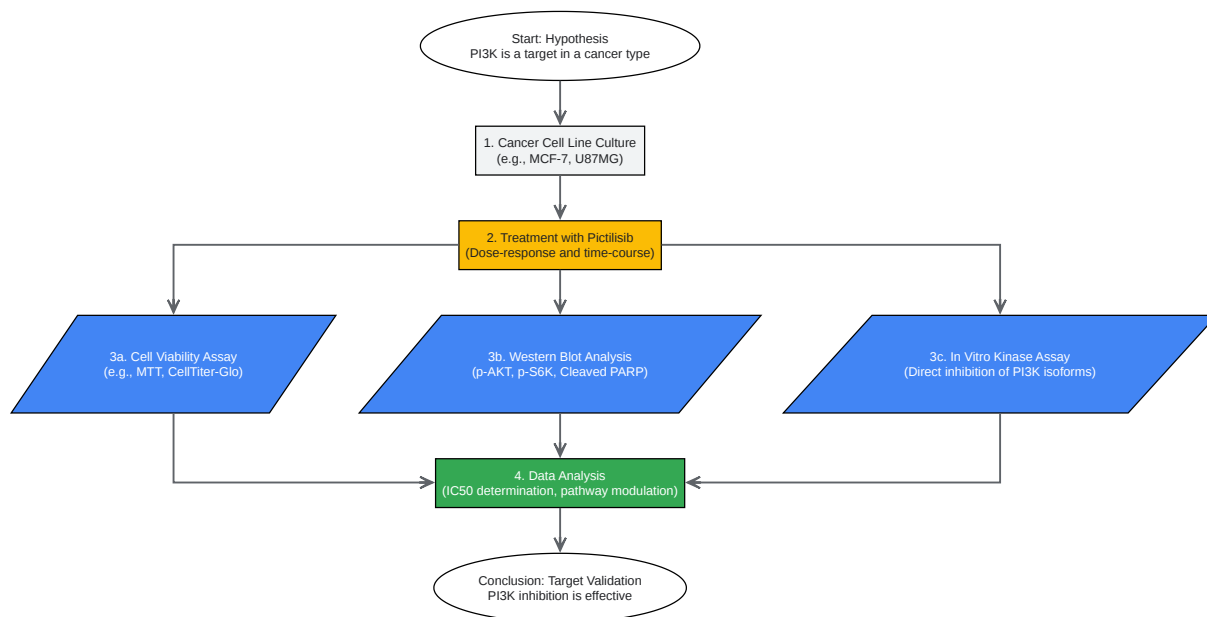 Start: Hypothesis
PI3K is a target in a cancer type
1. Cancer Cell Line Culture
(e.g., MCF-7, U87MG)
2. Treatment with Pictilisib
(Dose-response and time-course)
3a. Cell Viability Assay
(e.g., MTT, CellTiter-Glo)
3b. Western Blot Analysis
(p-AKT, p-S6K, Cleaved PARP)
3c. In Vitro Kinase Assay
(Direct inhibition of PI3K isoforms)
4. Data Analysis
(IC50 determination, pathway modulation)
Conclusion: Target Validation
PI3K inhibition is effective